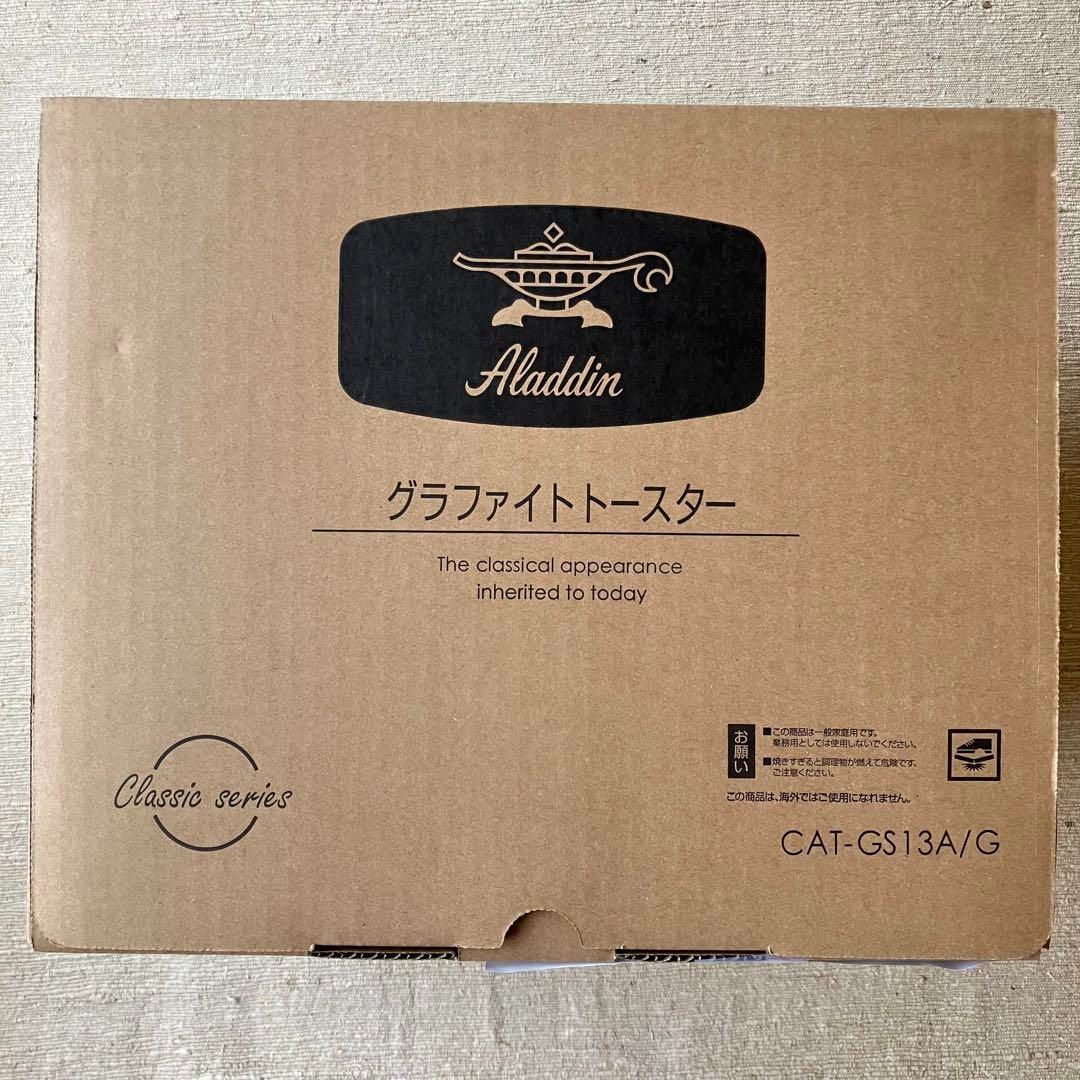 Aladdin
グラファイトトースター
The classical appearance
inherited to today
Classic series
お願い
■この商品は一般家庭用です。
業務用としては使用しないでください。
■焼きすぎると調理物が燃えて危険です。
ご注意ください。
この商品は、海外ではご使用になれません。
CAT-GS13A/G